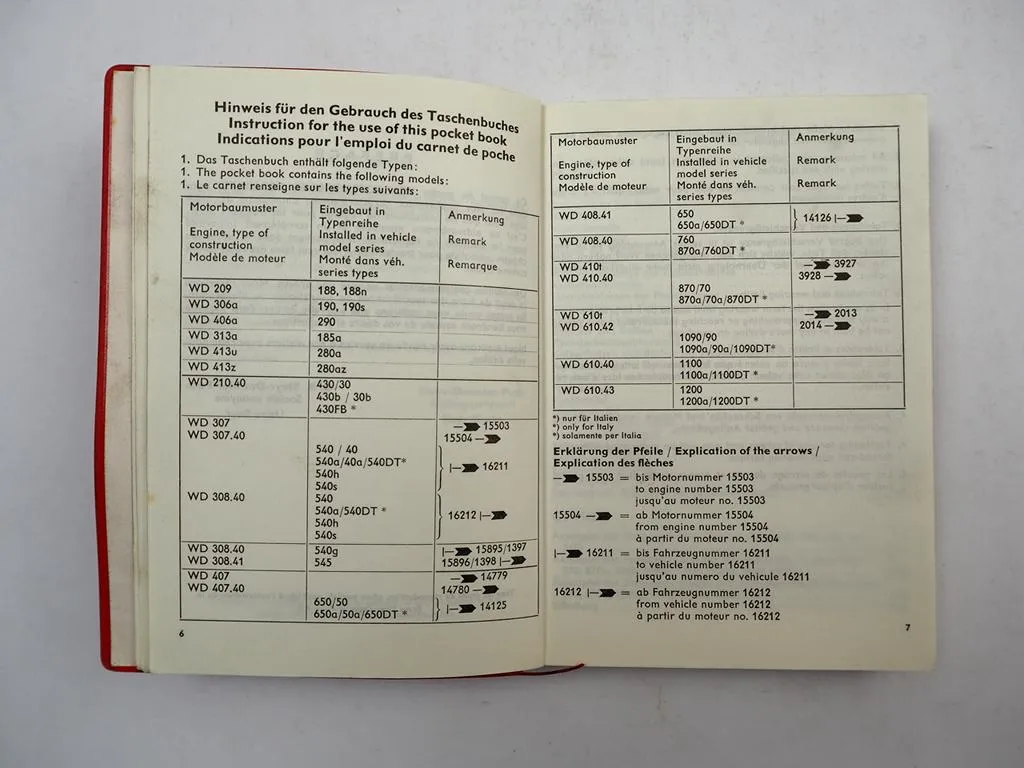 Hinweis für den Gebrauch des Taschenbuches
Instruction for the use of this pocket book
Indications pour l'emploi du carnet de poche
1. Das Taschenbuch enthält folgende Typen:
1. The pocket book contains the following models:
1. Le carnet renseigne sur les types suivants:
Motorbaumuster Eingebaut in Anmerkung
Typenreihe
Engine, type of Installed in vehicle Remark
construction model series
Modèle de moteur Monté dans véh. Remarque
series types
WD 209 188, 188n
WD 306a 190, 190s
WD 406a 290
WD 313a 185a
WD 413u 280a
WD 413z 280az
WD 210.40 430/30
430b / 30b
430FB *
WD 307 —➤ 15503
WD 307.40 15504 —➤
540 / 40
540a/40a/540DT* } |—➤ 16211
540h
540s
WD 308.40 540
540a/540DT * } 16212 |—➤
540h
540s
WD 308.40 540g |—➤ 15895/1397
WD 308.41 545 15896/1398 |—➤
WD 407 —➤ 14779
WD 407.40 14780 —➤
650/50 } |—➤ 14125
650a/50a/650DT *
6
Motorbaumuster Eingebaut in Anmerkung
Typenreihe
Engine, type of Installed in vehicle Remark
construction model series
Modèle de moteur Monté dans véh. Remark
series types
WD 408.41 650 } 14126 |—➤
650a/650DT *
WD 408.40 760
870a/760DT *
WD 410t —➤ 3927
WD 410.40 3928 —➤
870/70
870a/70a/870DT *
WD 610t —➤ 2013
WD 610.42 2014 —➤
1090/90
1090a/90a/1090DT*
WD 610.40 1100
1100a/1100DT *
WD 610.43 1200
1200a/1200DT *
*) nur für Italien
*) only for Italy
*) solamente per Italia
Erklärung der Pfeile / Explication of the arrows /
Explication des flèches
—➤ 15503 = bis Motornummer 15503
to engine number 15503
jusqu'au moteur no. 15503
15504 —➤ = ab Motornummer 15504
from engine number 15504
à partir du moteur no. 15504
|—➤ 16211 = bis Fahrzeugnummer 16211
to vehicle number 16211
jusqu'au numero du vehicule 16211
16212 |—➤ = ab Fahrzeugnummer 16212
from vehicle number 16212
à partir du moteur no. 16212
7